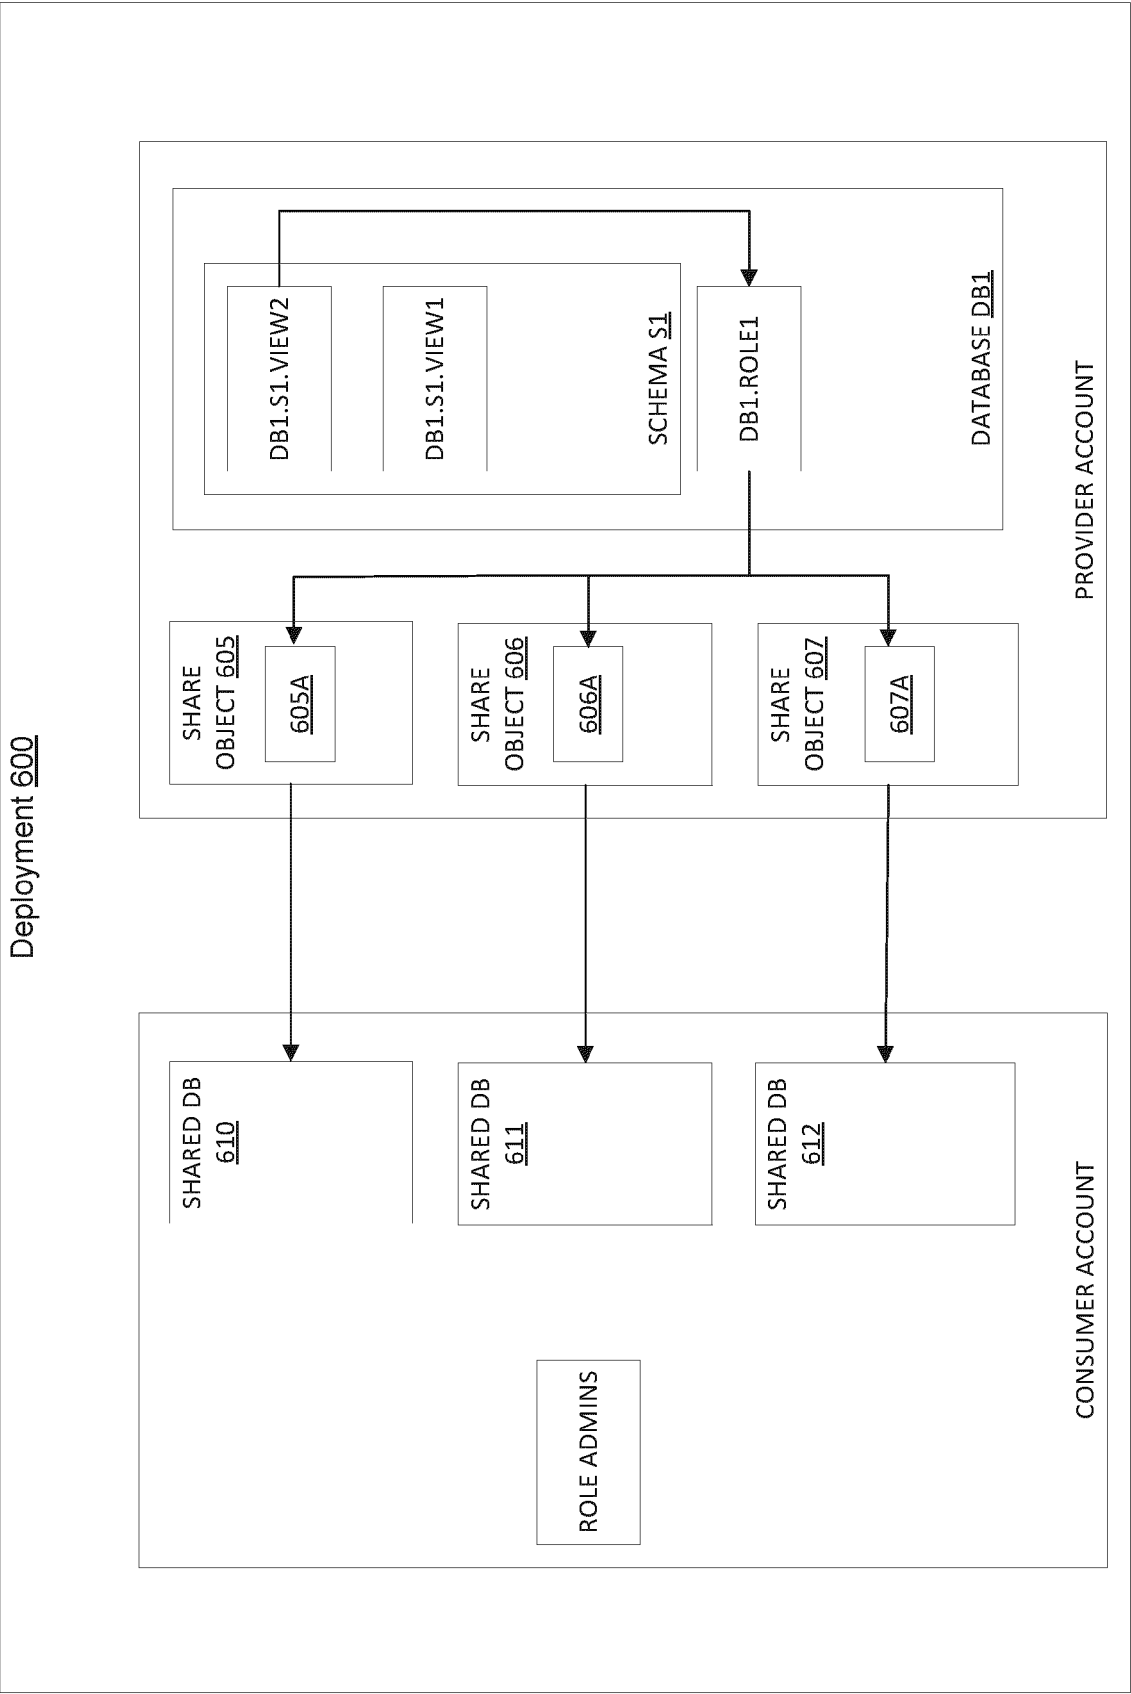 Deployment 600
CONSUMER ACCOUNT
ROLE ADMINS
SHARED DB
610
SHARED DB
611
SHARED DB
612
PROVIDER ACCOUNT
SHARE
OBJECT 605
605A
SHARE
OBJECT 606
606A
SHARE
OBJECT 607
607A
DATABASE DB1
SCHEMA S1
DB1.S1.VIEW2
DB1.S1.VIEW1
DB1.ROLE1